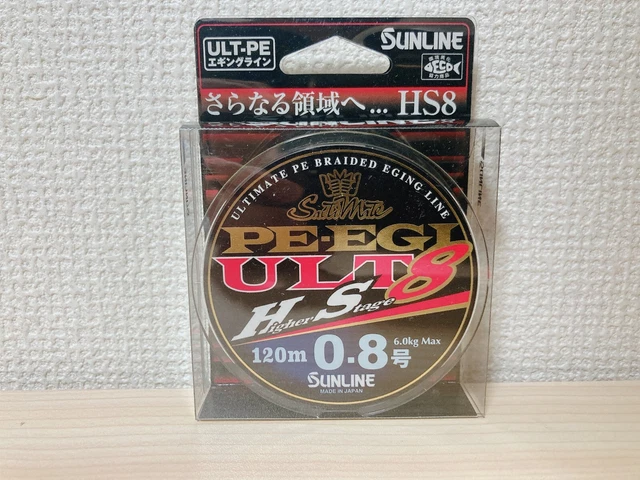 ULT-PE
エギングライン
SUNLINE
さらなる領域へ... HS8
ULTIMATE PE BRAIDED EGING LINE
PE-EGI
ULT8
Higher Stage
120m 0.8号
6.0kg Max
SUNLINE
MADE IN JAPAN